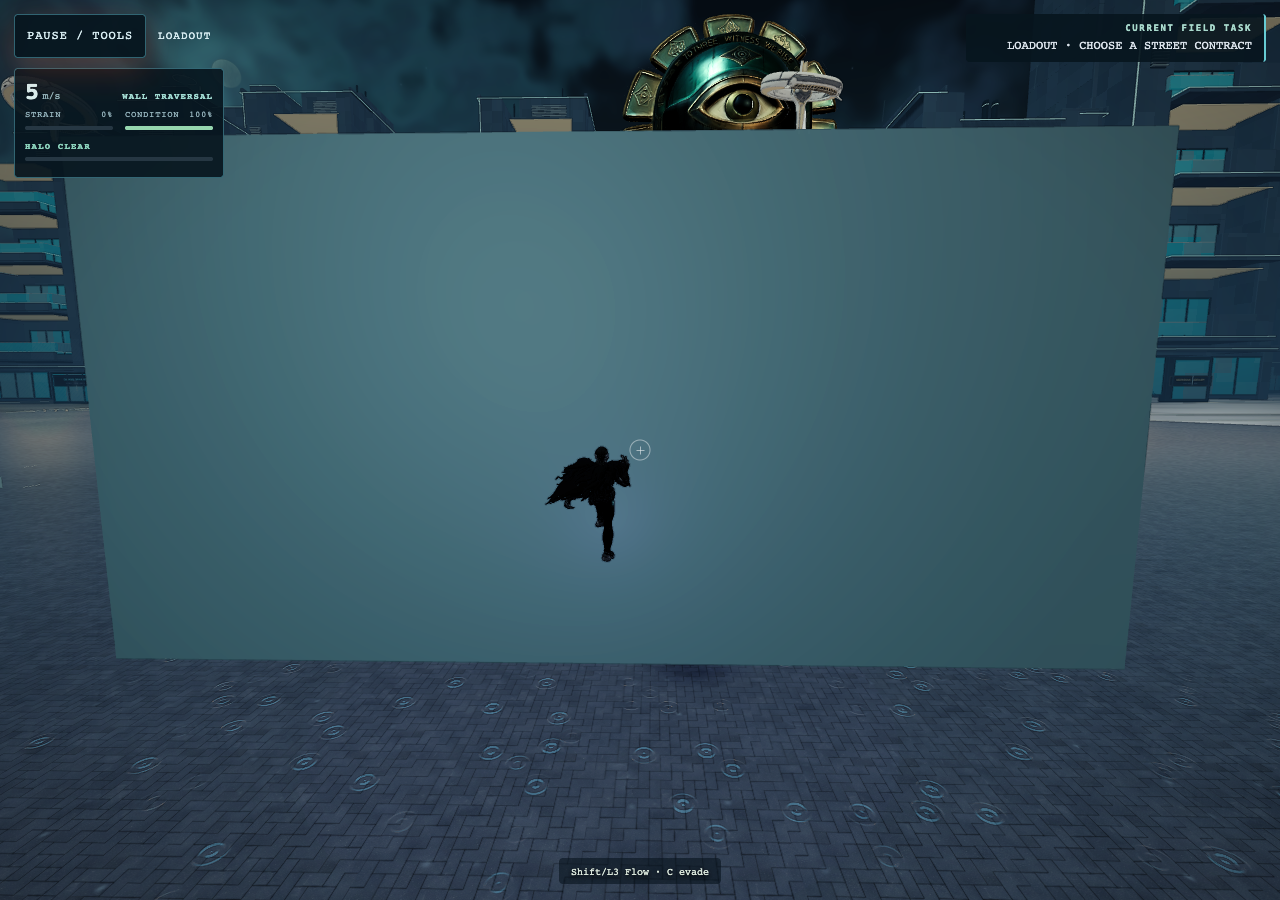 PAUSE / TOOLS
LOADOUT
5 m/s
WALL TRAVERSAL
STRAIN 0%
CONDITION 100%
HALO CLEAR
CURRENT FIELD TASK
LOADOUT · CHOOSE A STREET CONTRACT
Shift/L3 Flow · C evade